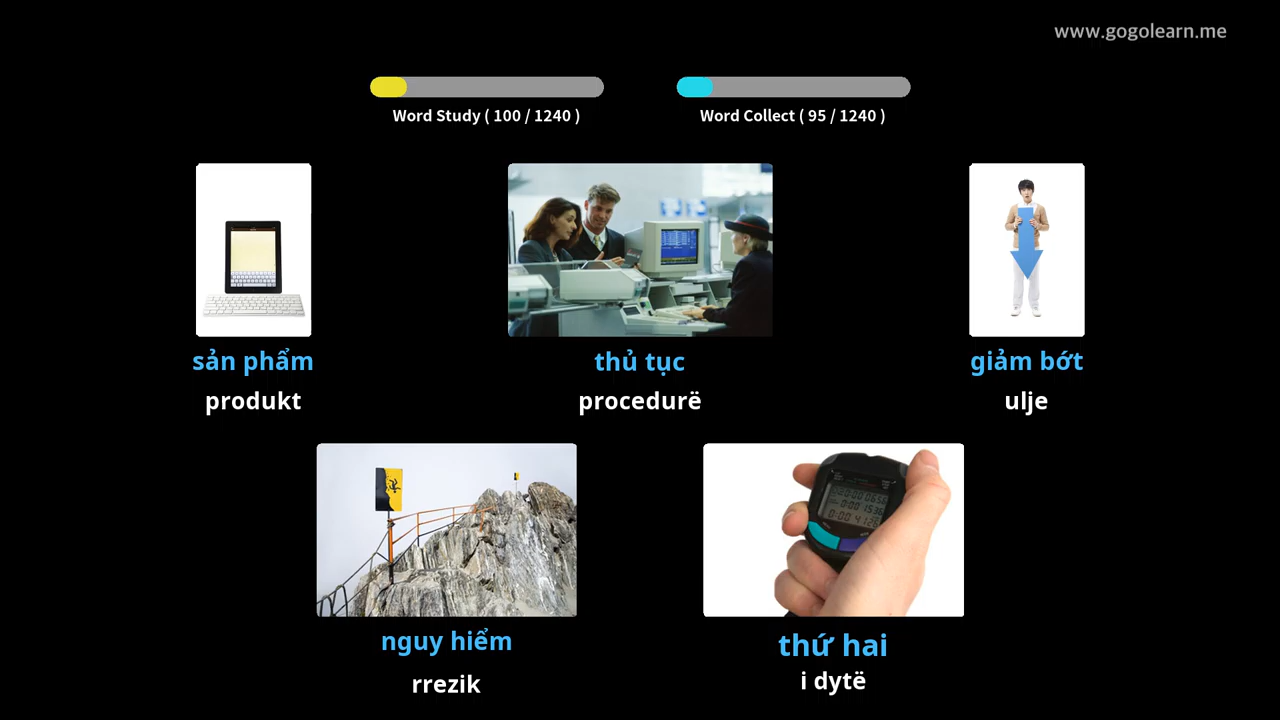 www.gogolearn.me
Word Study ( 100 / 1240 )
Word Collect ( 95 / 1240 )
sản phẩm
produkt
thủ tục
procedurë
giảm bớt
ulje
nguy hiểm
rrezik
thứ hai
i dytë